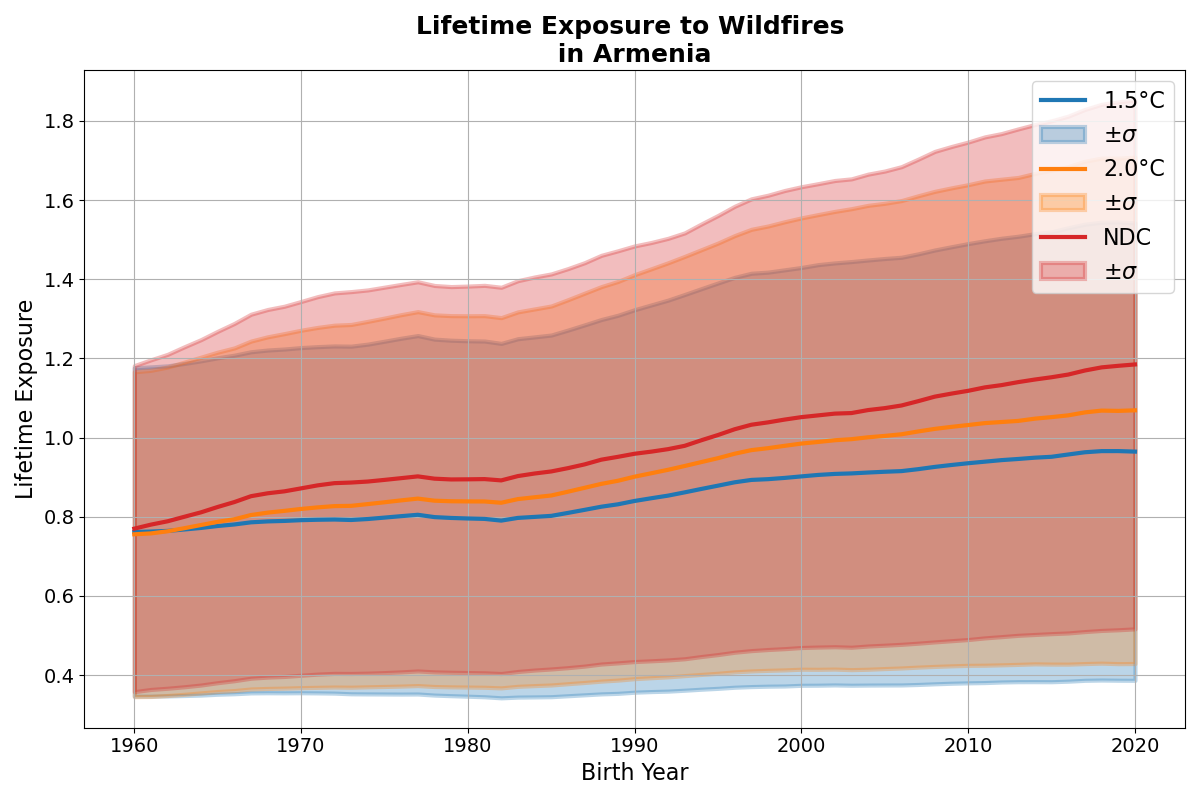 Lifetime Exposure to Wildfires
in Armenia
1.5°C
±σ
2.0°C
±σ
NDC
±σ
Lifetime Exposure
1.8
1.6
1.4
1.2
1.0
0.8
0.6
0.4
1960 1970 1980 1990 2000 2010 2020
Birth Year